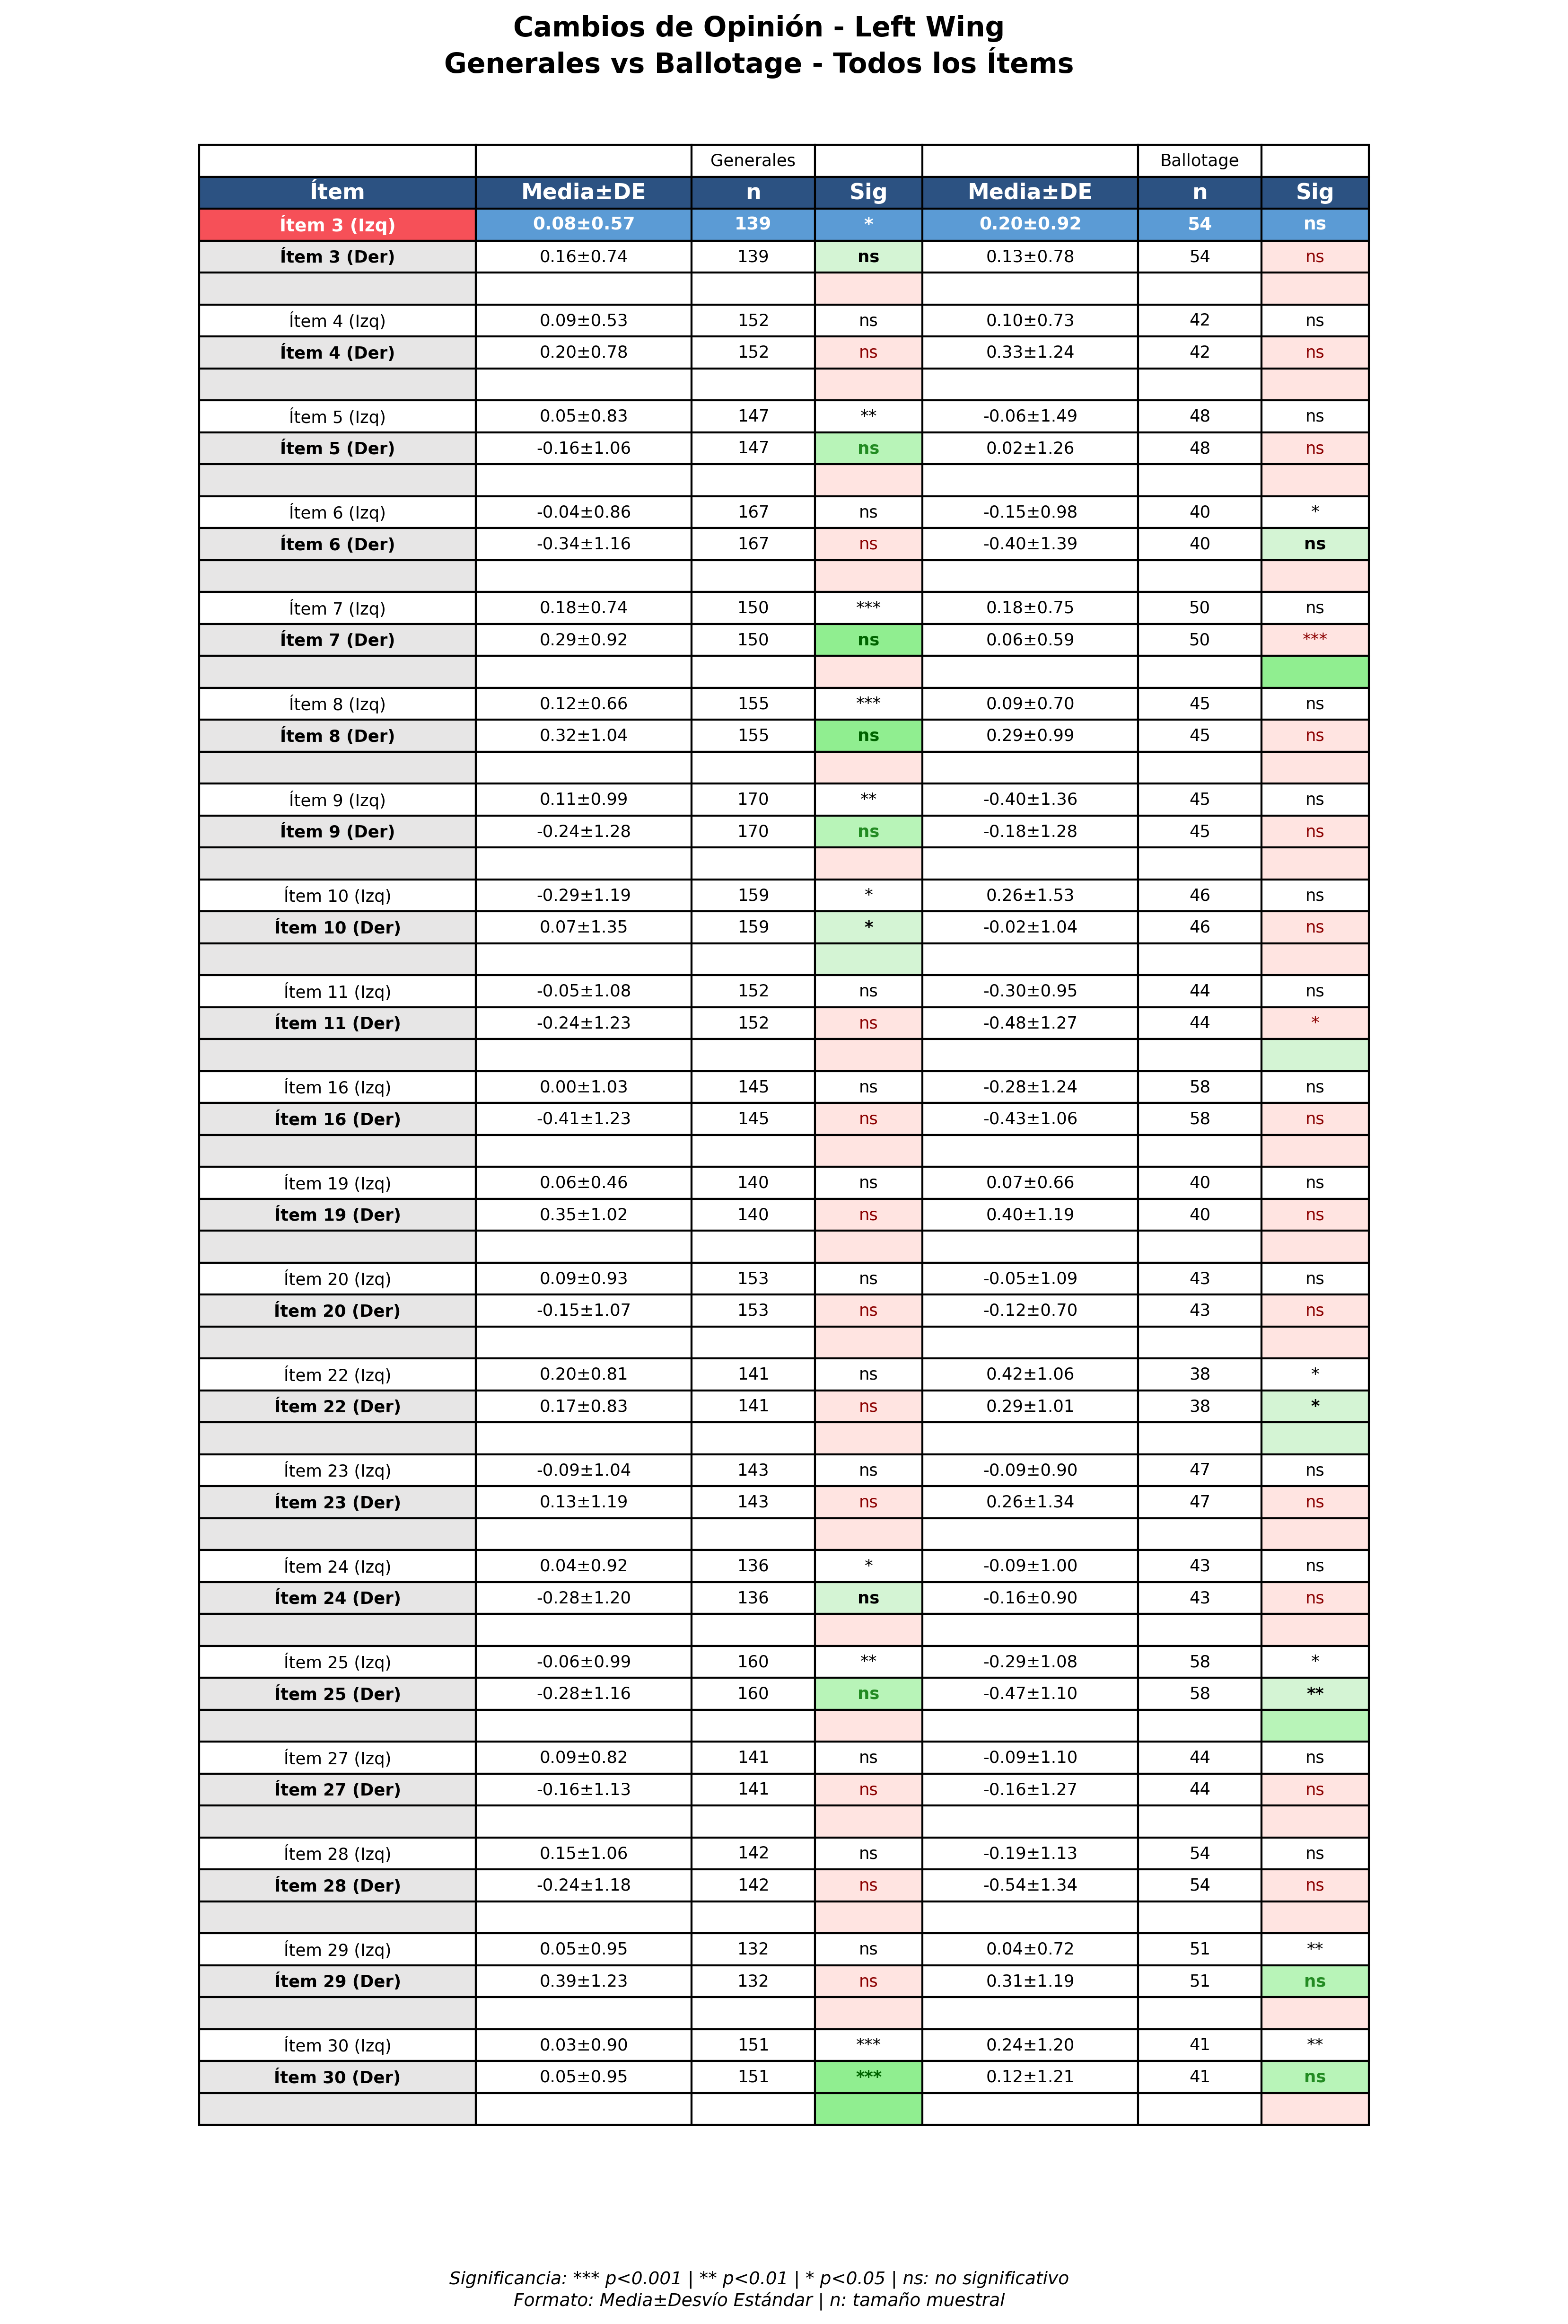 Cambios de Opinión - Left Wing
Generales vs Ballotage - Todos los Ítems
Generales Ballotage
Ítem Media±DE n Sig Media±DE n Sig
Ítem 3 (Izq) 0.08±0.57 139 * 0.20±0.92 54 ns
Ítem 3 (Der) 0.16±0.74 139 ns 0.13±0.78 54 ns
Ítem 4 (Izq) 0.09±0.53 152 ns 0.10±0.73 42 ns
Ítem 4 (Der) 0.20±0.78 152 ns 0.33±1.24 42 ns
Ítem 5 (Izq) 0.05±0.83 147 ** -0.06±1.49 48 ns
Ítem 5 (Der) -0.16±1.06 147 ns 0.02±1.26 48 ns
Ítem 6 (Izq) -0.04±0.86 167 ns -0.15±0.98 40 *
Ítem 6 (Der) -0.34±1.16 167 ns -0.40±1.39 40 ns
Ítem 7 (Izq) 0.18±0.74 150 *** 0.18±0.75 50 ns
Ítem 7 (Der) 0.29±0.92 150 ns 0.06±0.59 50 ***
Ítem 8 (Izq) 0.12±0.66 155 *** 0.09±0.70 45 ns
Ítem 8 (Der) 0.32±1.04 155 ns 0.29±0.99 45 ns
Ítem 9 (Izq) 0.11±0.99 170 ** -0.40±1.36 45 ns
Ítem 9 (Der) -0.24±1.28 170 ns -0.18±1.28 45 ns
Ítem 10 (Izq) -0.29±1.19 159 * 0.26±1.53 46 ns
Ítem 10 (Der) 0.07±1.35 159 * -0.02±1.04 46 ns
Ítem 11 (Izq) -0.05±1.08 152 ns -0.30±0.95 44 ns
Ítem 11 (Der) -0.24±1.23 152 ns -0.48±1.27 44 *
Ítem 16 (Izq) 0.00±1.03 145 ns -0.28±1.24 58 ns
Ítem 16 (Der) -0.41±1.23 145 ns -0.43±1.06 58 ns
Ítem 19 (Izq) 0.06±0.46 140 ns 0.07±0.66 40 ns
Ítem 19 (Der) 0.35±1.02 140 ns 0.40±1.19 40 ns
Ítem 20 (Izq) 0.09±0.93 153 ns -0.05±1.09 43 ns
Ítem 20 (Der) -0.15±1.07 153 ns -0.12±0.70 43 ns
Ítem 22 (Izq) 0.20±0.81 141 ns 0.42±1.06 38 *
Ítem 22 (Der) 0.17±0.83 141 ns 0.29±1.01 38 *
Ítem 23 (Izq) -0.09±1.04 143 ns -0.09±0.90 47 ns
Ítem 23 (Der) 0.13±1.19 143 ns 0.26±1.34 47 ns
Ítem 24 (Izq) 0.04±0.92 136 * -0.09±1.00 43 ns
Ítem 24 (Der) -0.28±1.20 136 ns -0.16±0.90 43 ns
Ítem 25 (Izq) -0.06±0.99 160 ** -0.29±1.08 58 *
Ítem 25 (Der) -0.28±1.16 160 ns -0.47±1.10 58 **
Ítem 27 (Izq) 0.09±0.82 141 ns -0.09±1.10 44 ns
Ítem 27 (Der) -0.16±1.13 141 ns -0.16±1.27 44 ns
Ítem 28 (Izq) 0.15±1.06 142 ns -0.19±1.13 54 ns
Ítem 28 (Der) -0.24±1.18 142 ns -0.54±1.34 54 ns
Ítem 29 (Izq) 0.05±0.95 132 ns 0.04±0.72 51 **
Ítem 29 (Der) 0.39±1.23 132 ns 0.31±1.19 51 ns
Ítem 30 (Izq) 0.03±0.90 151 *** 0.24±1.20 41 **
Ítem 30 (Der) 0.05±0.95 151 *** 0.12±1.21 41 ns
Significancia: *** p<0.001 | ** p<0.01 | * p<0.05 | ns: no significativo
Formato: Media±Desvío Estándar | n: tamaño muestral